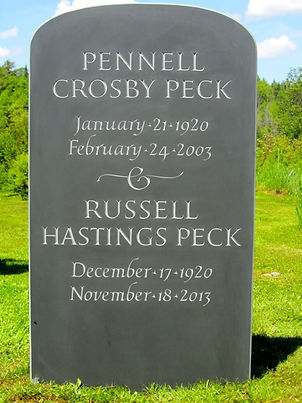 PENNELL
CROSBY PECK
January·21·1920
February·24·2003
&
RUSSELL
HASTINGS PECK
December·17·1920
November·18·2013